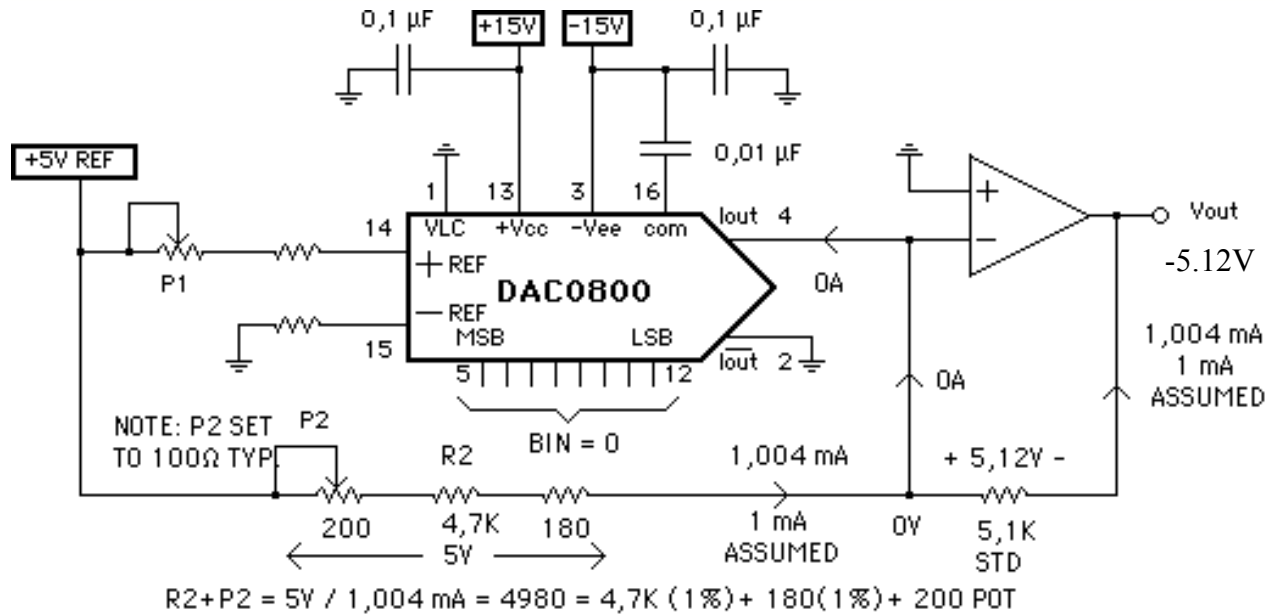 0,1 µF
+15V
-15V
0,1 µF
+5V REF
0,01 µF
1
13
3
16
Iout 4
14
VLC +Vcc -Vee com
+
Vout
P1
+ REF
DAC0800
0A
-
-5.12V
- REF
15
MSB
LSB
Iout 2
1,004 mA
1 mA
ASSUMED
5
12
0A
NOTE: P2 SET
TO 100Ω TYP.
P2
BIN = 0
R2
1,004 mA
+ 5,12V -
200
4,7K
180
1 mA
ASSUMED
0V
5,1K
STD
5V
R2+P2 = 5V / 1,004 mA = 4980 = 4,7K (1%)+ 180(1%)+ 200 POT